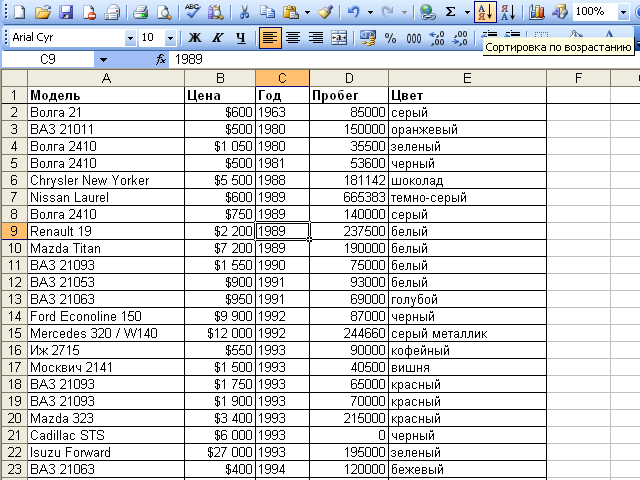 100%
Arial Cyr 10 Ж К Ч % 000 ,0 ,00 ,00 ,0
Сортировка по возрастанию
C9 fx 1989
A B C D E F G
1 Модель Цена Год Пробег Цвет
2 Волга 21 $600 1963 85000 серый
3 ВАЗ 21011 $500 1980 150000 оранжевый
4 Волга 2410 $1 050 1980 35500 зеленый
5 Волга 2410 $500 1981 53600 черный
6 Chrysler New Yorker $5 500 1988 181142 шоколад
7 Nissan Laurel $600 1989 665383 темно-серый
8 Волга 2410 $750 1989 140000 серый
9 Renault 19 $2 200 1989 237500 белый
10 Mazda Titan $7 200 1989 190000 белый
11 ВАЗ 21093 $1 550 1990 75000 белый
12 ВАЗ 21053 $900 1991 93000 белый
13 ВАЗ 21063 $950 1991 69000 голубой
14 Ford Econoline 150 $9 900 1992 87000 черный
15 Mercedes 320 / W140 $12 000 1992 244660 серый металлик
16 Иж 2715 $550 1993 90000 кофейный
17 Москвич 2141 $1 500 1993 40500 вишня
18 ВАЗ 21093 $1 750 1993 65000 красный
19 ВАЗ 21093 $1 900 1993 70000 красный
20 Mazda 323 $3 400 1993 215000 красный
21 Cadillac STS $6 000 1993 0 черный
22 Isuzu Forward $27 000 1993 195000 зеленый
23 ВАЗ 21063 $400 1994 120000 бежевый